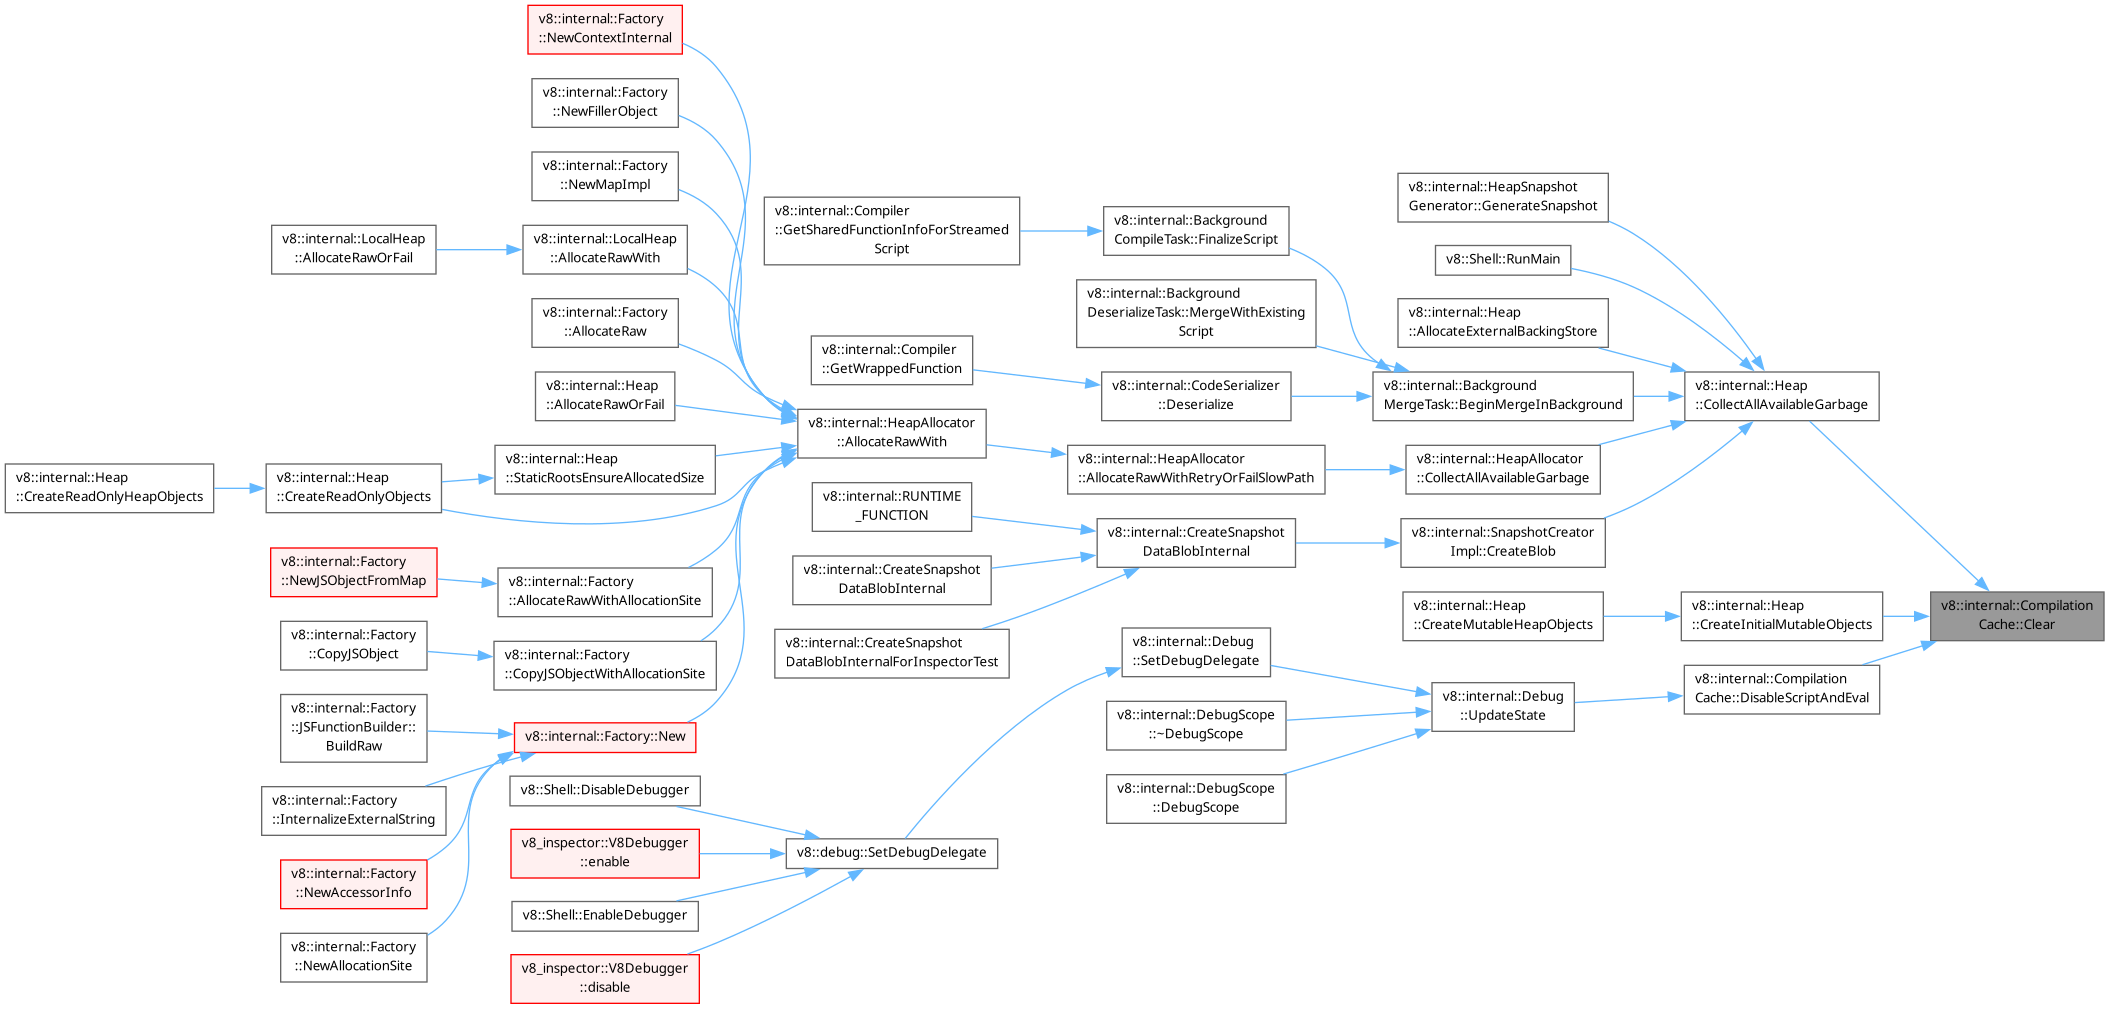 v8::internal::Factory
::NewContextInternal
v8::internal::Factory
::NewFillerObject
v8::internal::Factory
::NewMapImpl
v8::internal::LocalHeap
::AllocateRawOrFail
v8::internal::LocalHeap
::AllocateRawWith
v8::internal::Factory
::AllocateRaw
v8::internal::Heap
::AllocateRawOrFail
v8::internal::Heap
::CreateReadOnlyHeapObjects
v8::internal::Heap
::CreateReadOnlyObjects
v8::internal::Heap
::StaticRootsEnsureAllocatedSize
v8::internal::Factory
::NewJSObjectFromMap
v8::internal::Factory
::AllocateRawWithAllocationSite
v8::internal::Factory
::CopyJSObject
v8::internal::Factory
::CopyJSObjectWithAllocationSite
v8::internal::Factory
::JSFunctionBuilder::
BuildRaw
v8::internal::Factory::New
v8::internal::Factory
::InternalizeExternalString
v8::internal::Factory
::NewAccessorInfo
v8::internal::Factory
::NewAllocationSite
v8::Shell::DisableDebugger
v8_inspector::V8Debugger
::enable
v8::Shell::EnableDebugger
v8_inspector::V8Debugger
::disable
v8::internal::Compiler
::GetSharedFunctionInfoForStreamed
Script
v8::internal::Compiler
::GetWrappedFunction
v8::internal::HeapAllocator
::AllocateRawWith
v8::internal::RUNTIME
_FUNCTION
v8::internal::CreateSnapshot
DataBlobInternal
v8::internal::CreateSnapshot
DataBlobInternalForInspectorTest
v8::debug::SetDebugDelegate
v8::internal::Background
CompileTask::FinalizeScript
v8::internal::Background
DeserializeTask::MergeWithExisting
Script
v8::internal::CodeSerializer
::Deserialize
v8::internal::HeapAllocator
::AllocateRawWithRetryOrFailSlowPath
v8::internal::CreateSnapshot
DataBlobInternal
v8::internal::Debug
::SetDebugDelegate
v8::internal::DebugScope
::~DebugScope
v8::internal::DebugScope
::DebugScope
v8::internal::HeapSnapshot
Generator::GenerateSnapshot
v8::Shell::RunMain
v8::internal::Heap
::AllocateExternalBackingStore
v8::internal::Background
MergeTask::BeginMergeInBackground
v8::internal::HeapAllocator
::CollectAllAvailableGarbage
v8::internal::SnapshotCreator
Impl::CreateBlob
v8::internal::Heap
::CreateMutableHeapObjects
v8::internal::Debug
::UpdateState
v8::internal::Heap
::CollectAllAvailableGarbage
v8::internal::Heap
::CreateInitialMutableObjects
v8::internal::Compilation
Cache::DisableScriptAndEval
v8::internal::Compilation
Cache::Clear